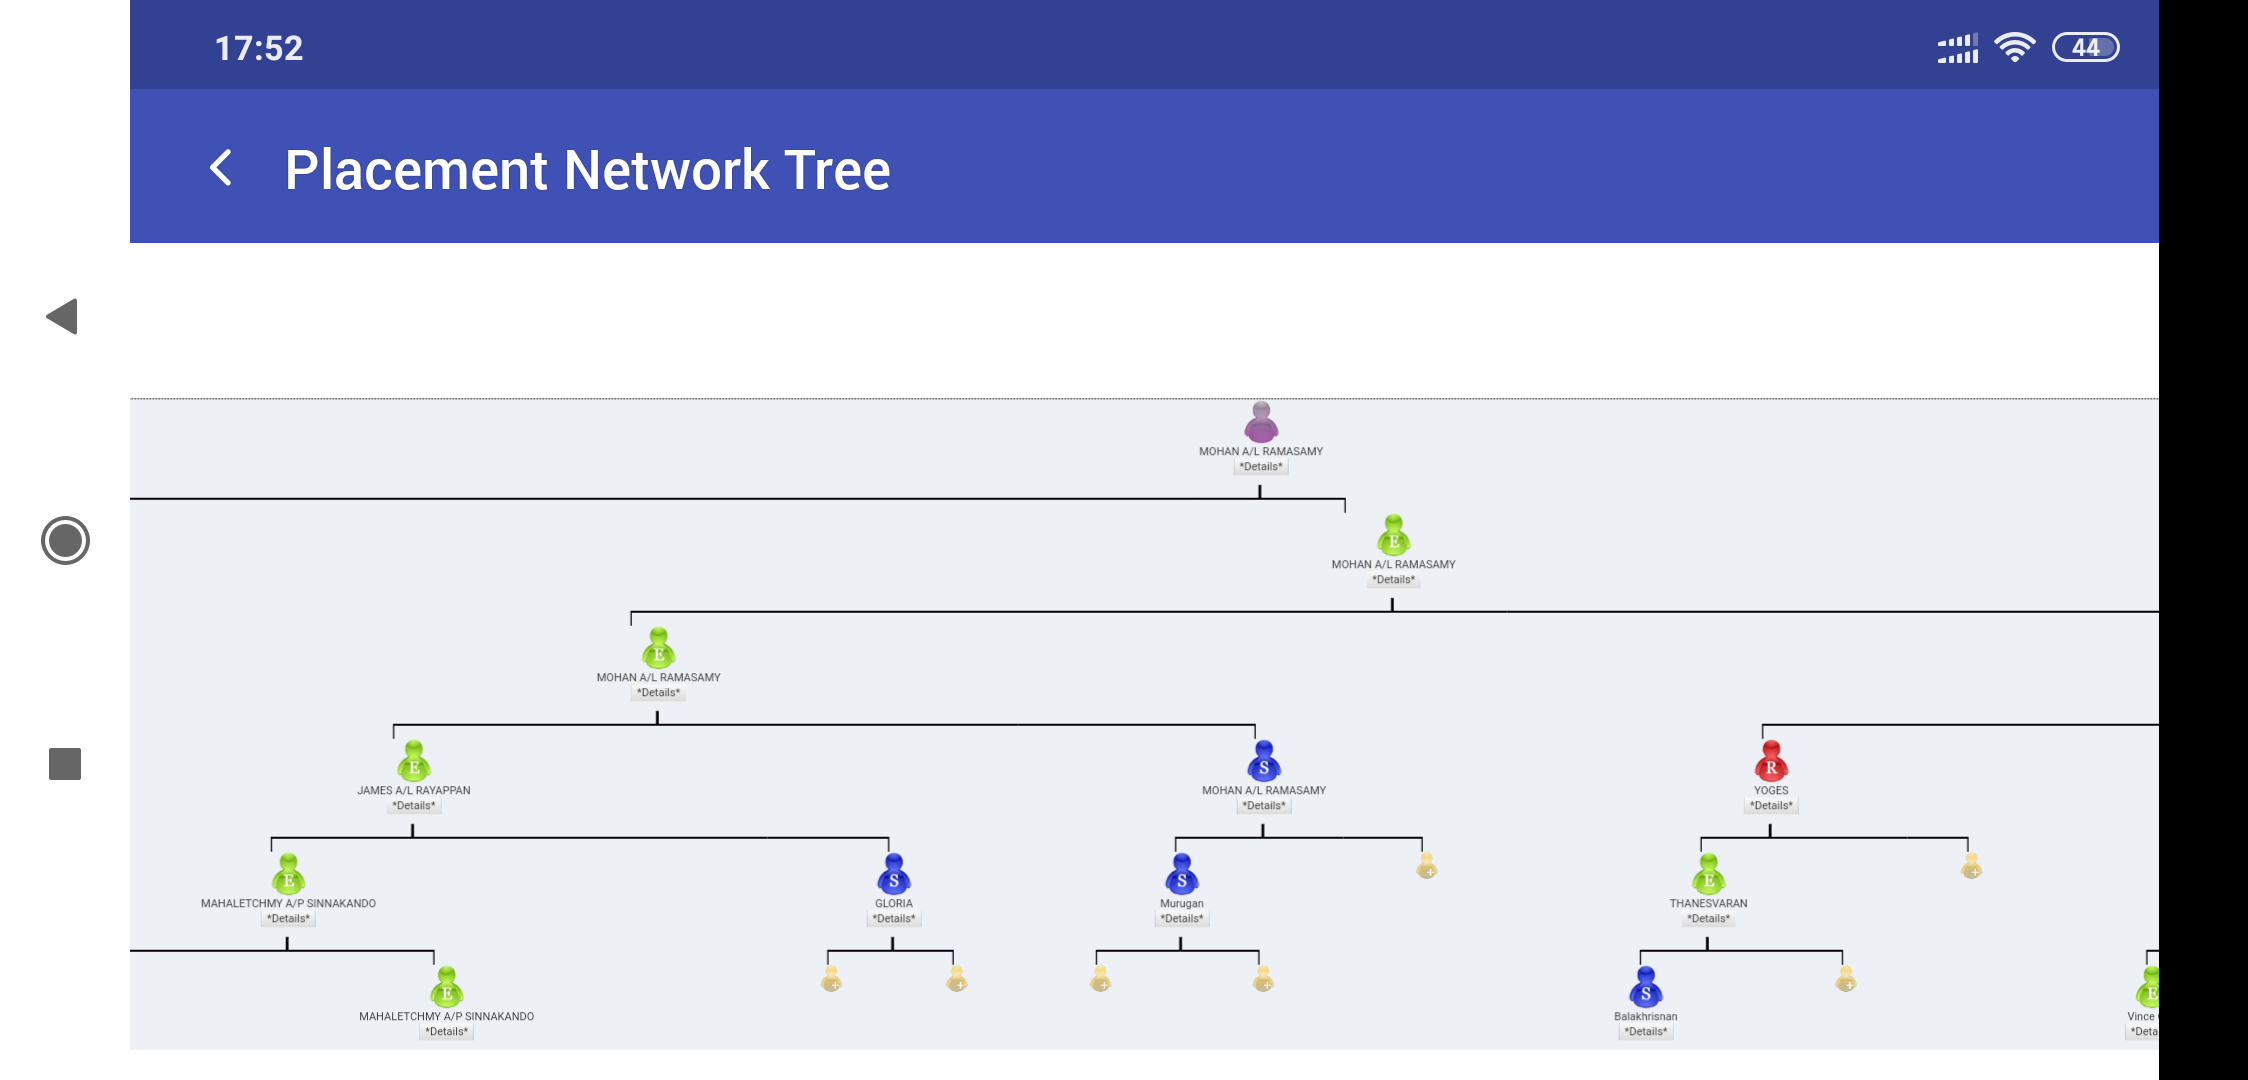 17:52
44
Placement Network Tree
MOHAN A/L RAMASAMY
*Details*
E
MOHAN A/L RAMASAMY
*Details*
E
MOHAN A/L RAMASAMY
*Details*
E
JAMES A/L RAYAPPAN
*Details*
S
MOHAN A/L RAMASAMY
*Details*
R
YOGES
*Details*
E
MAHALETCHMY A/P SINNAKANDO
*Details*
S
GLORIA
*Details*
S
Murugan
*Details*
E
THANESVARAN
*Details*
E
MAHALETCHMY A/P SINNAKANDO
*Details*
S
Balakhrisnan
*Details*
E
Vince
*Deta